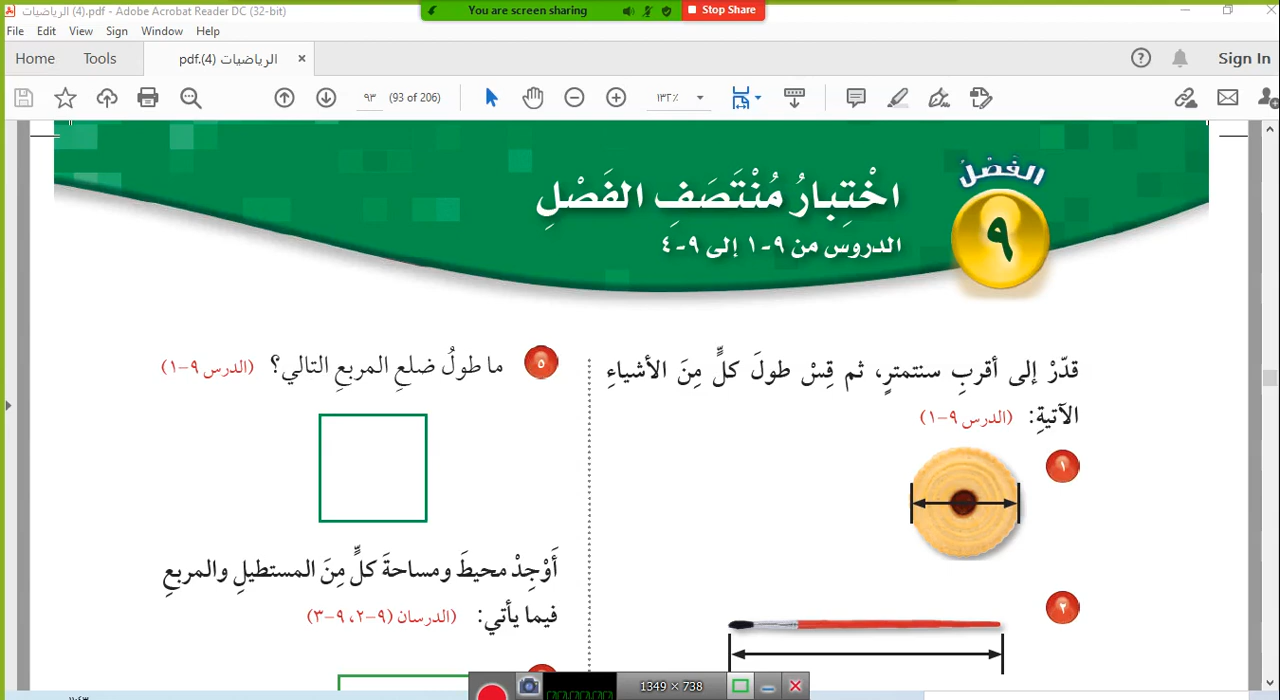 الرياضيات (4).pdf - Adobe Acrobat Reader DC (32-bit)
You are screen sharing
Stop Share
File Edit View Sign Window Help
Home Tools
الرياضيات (4).pdf ×
Sign In
٩٣ (93 of 206)
١٣٢٪
الفَصْلُ
٩
اخْتِبارُ مُنْتَصَفِ الفَصْلِ
الدروس من ٩-١ إلى ٩-٤
قدّرْ إلى أقربِ سنتمترٍ، ثم قِسْ طولَ كلٍّ مِنَ الأشياءِ
الآتيةِ: (الدرس ٩-١)
١
٢
٥ ما طولُ ضلعِ المربعِ التالي؟ (الدرس ٩-١)
أَوْجِدْ محيطَ ومساحةَ كلٍّ مِنَ المستطيلِ والمربعِ
فيما يأتي: (الدرسان ٩-٢، ٩-٣)
1349 × 738